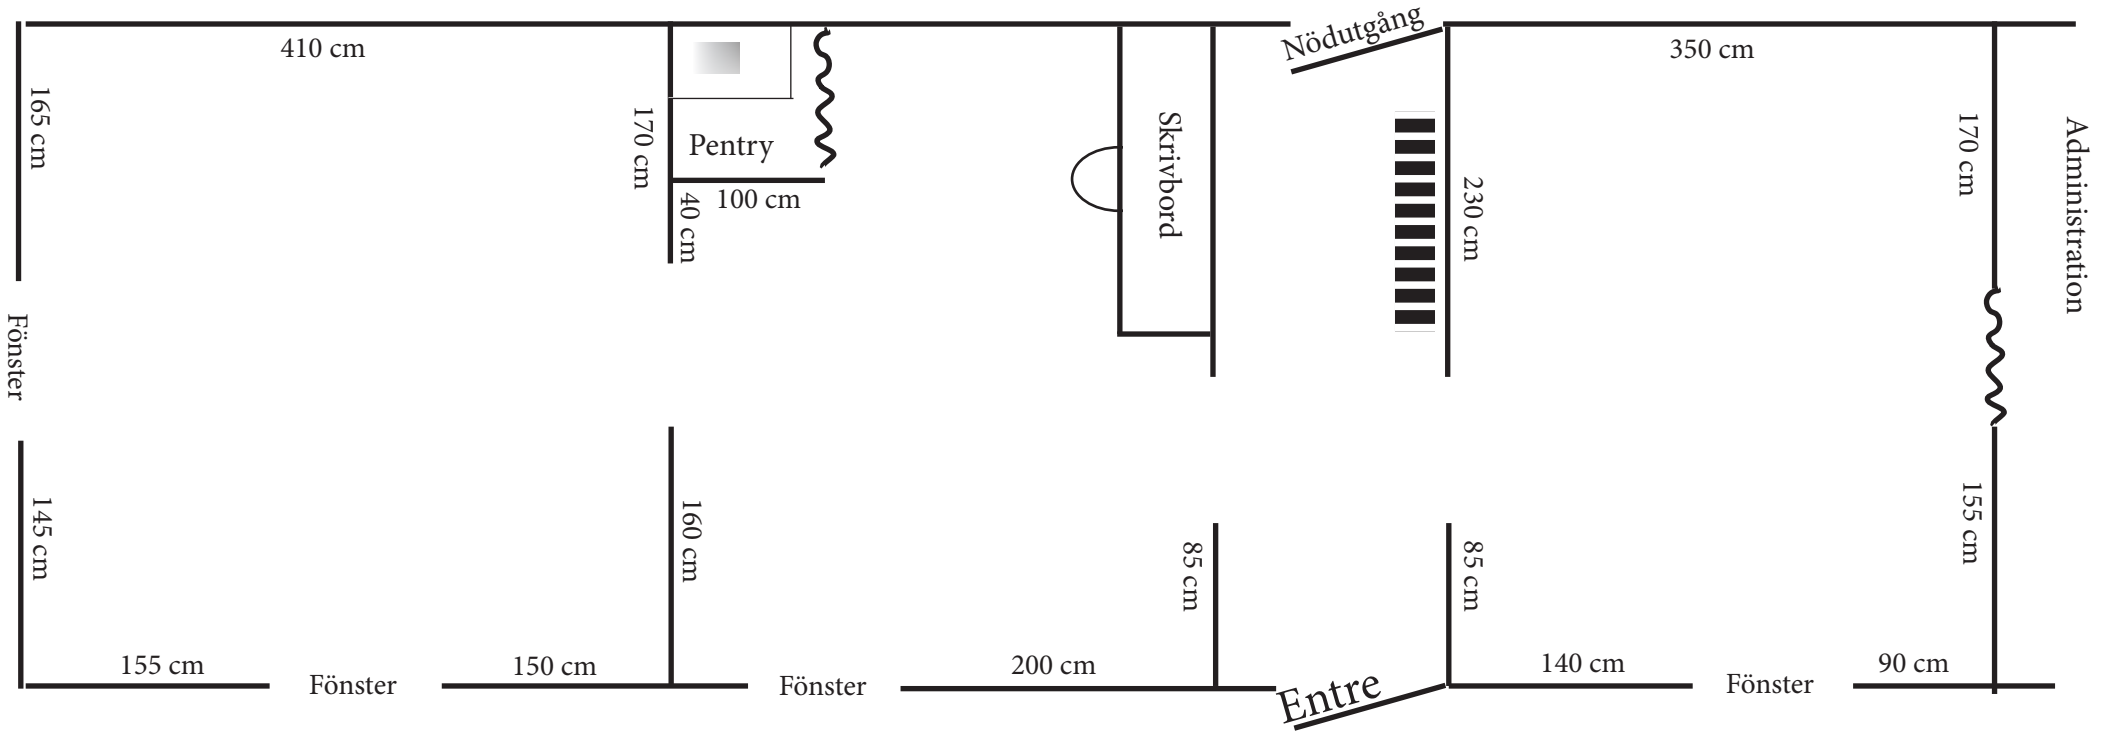 Nödutgång
410 cm
350 cm
165 cm
170 cm
Pentry
100 cm
40 cm
Skrivbord
230 cm
170 cm
Administration
Fönster
145 cm
160 cm
85 cm
85 cm
155 cm
155 cm
Fönster
150 cm
Fönster
200 cm
Entre
140 cm
Fönster
90 cm